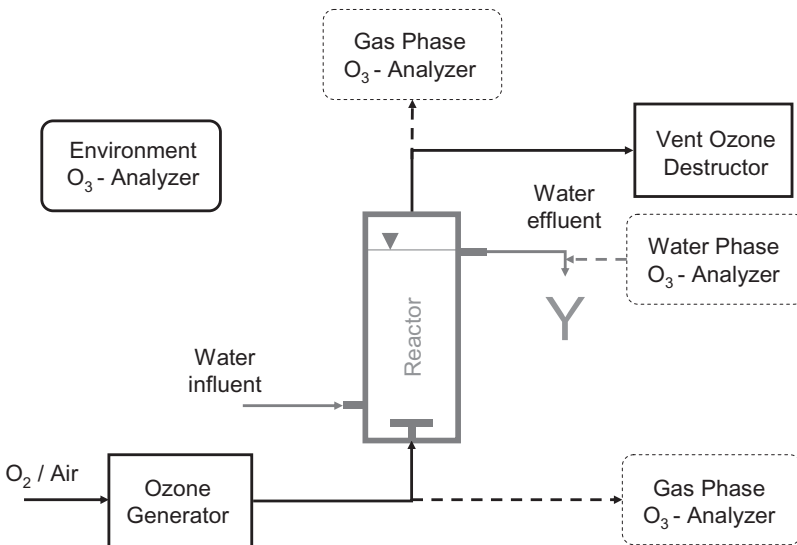 Gas Phase
O₃ - Analyzer
Environment
O₃ - Analyzer
Vent Ozone
Destructor
Water
effluent
Water Phase
O₃ - Analyzer
Reactor
Water
influent
O₂ / Air
Ozone
Generator
Gas Phase
O₃ - Analyzer